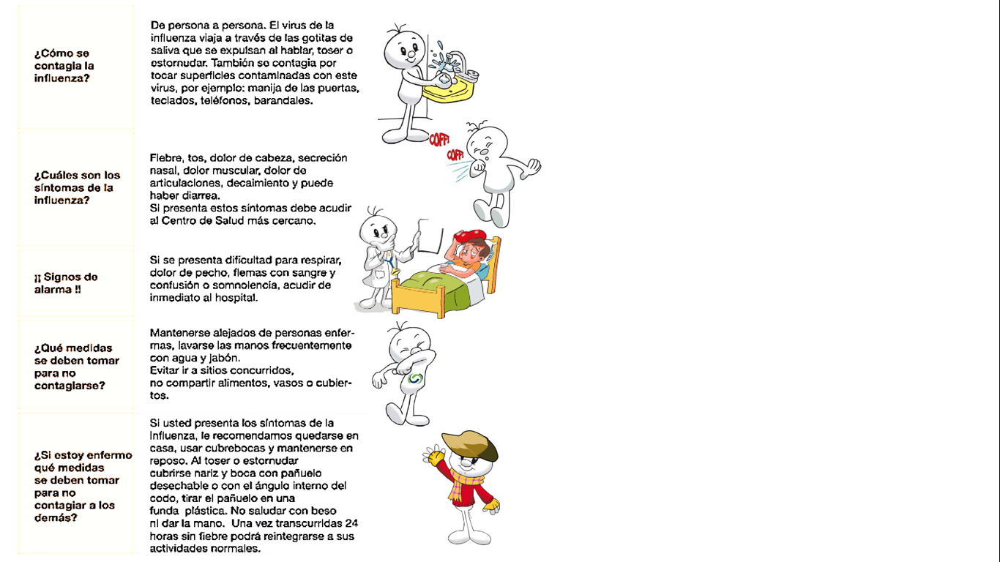 ¿Cómo se
contagia la
influenza?
De persona a persona. El virus de la
influenza viaja a través de las gotitas de
saliva que se expulsan al hablar, toser o
estornudar. También se contagia por
tocar superficies contaminadas con este
virus, por ejemplo: manija de las puertas,
teclados, teléfonos, barandales.
COFF!
COFF!
¿Cuáles son los
síntomas de la
influenza?
Fiebre, tos, dolor de cabeza, secreción
nasal, dolor muscular, dolor de
articulaciones, decaimiento y puede
haber diarrea.
Si presenta estos síntomas debe acudir
al Centro de Salud más cercano.
¡¡ Signos de
alarma !!
Si se presenta dificultad para respirar,
dolor de pecho, flemas con sangre y
confusión o somnolencia, acudir de
inmediato al hospital.
¿Qué medidas
se deben tomar
para no
contagiarse?
Mantenerse alejados de personas enfer-
mas, lavarse las manos frecuentemente
con agua y jabón.
Evitar ir a sitios concurridos,
no compartir alimentos, vasos o cubier-
tos.
¿Si estoy enfermo
qué medidas
se deben tomar
para no
contagiar a los
demás?
Si usted presenta los síntomas de la
Influenza, le recomendamos quedarse en
casa, usar cubrebocas y mantenerse en
reposo. Al toser o estornudar
cubrirse nariz y boca con pañuelo
desechable o con el ángulo interno del
codo, tirar el pañuelo en una
funda plástica. No saludar con beso
ni dar la mano. Una vez transcurridas 24
horas sin fiebre podrá reintegrarse a sus
actividades normales.